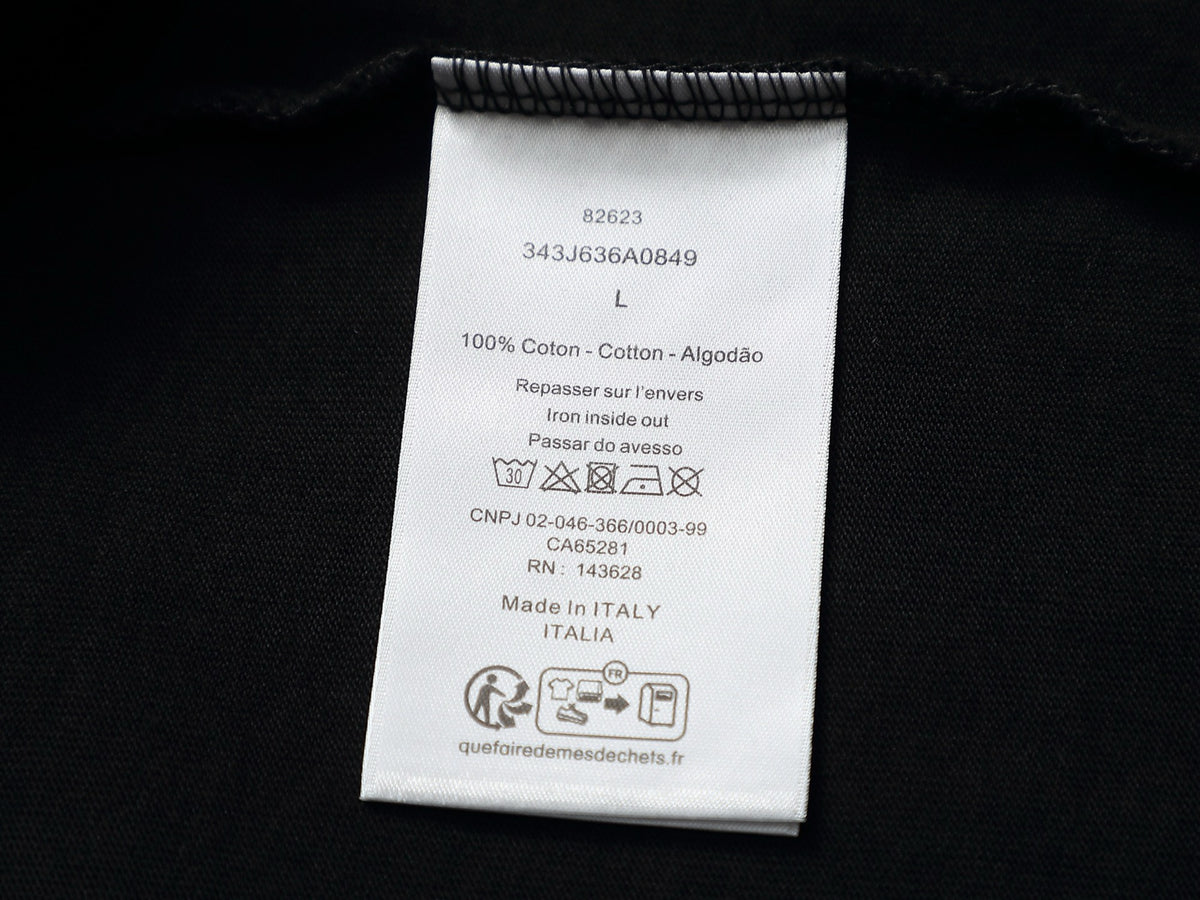 82623
343J636A0849
L
100% Coton - Cotton - Algodão
Repasser sur l'envers
Iron inside out
Passar do avesso
30
CNPJ 02-046-366/0003-99
CA65281
RN : 143628
Made In ITALY
ITALIA
FR
quefairedemesdechets.fr